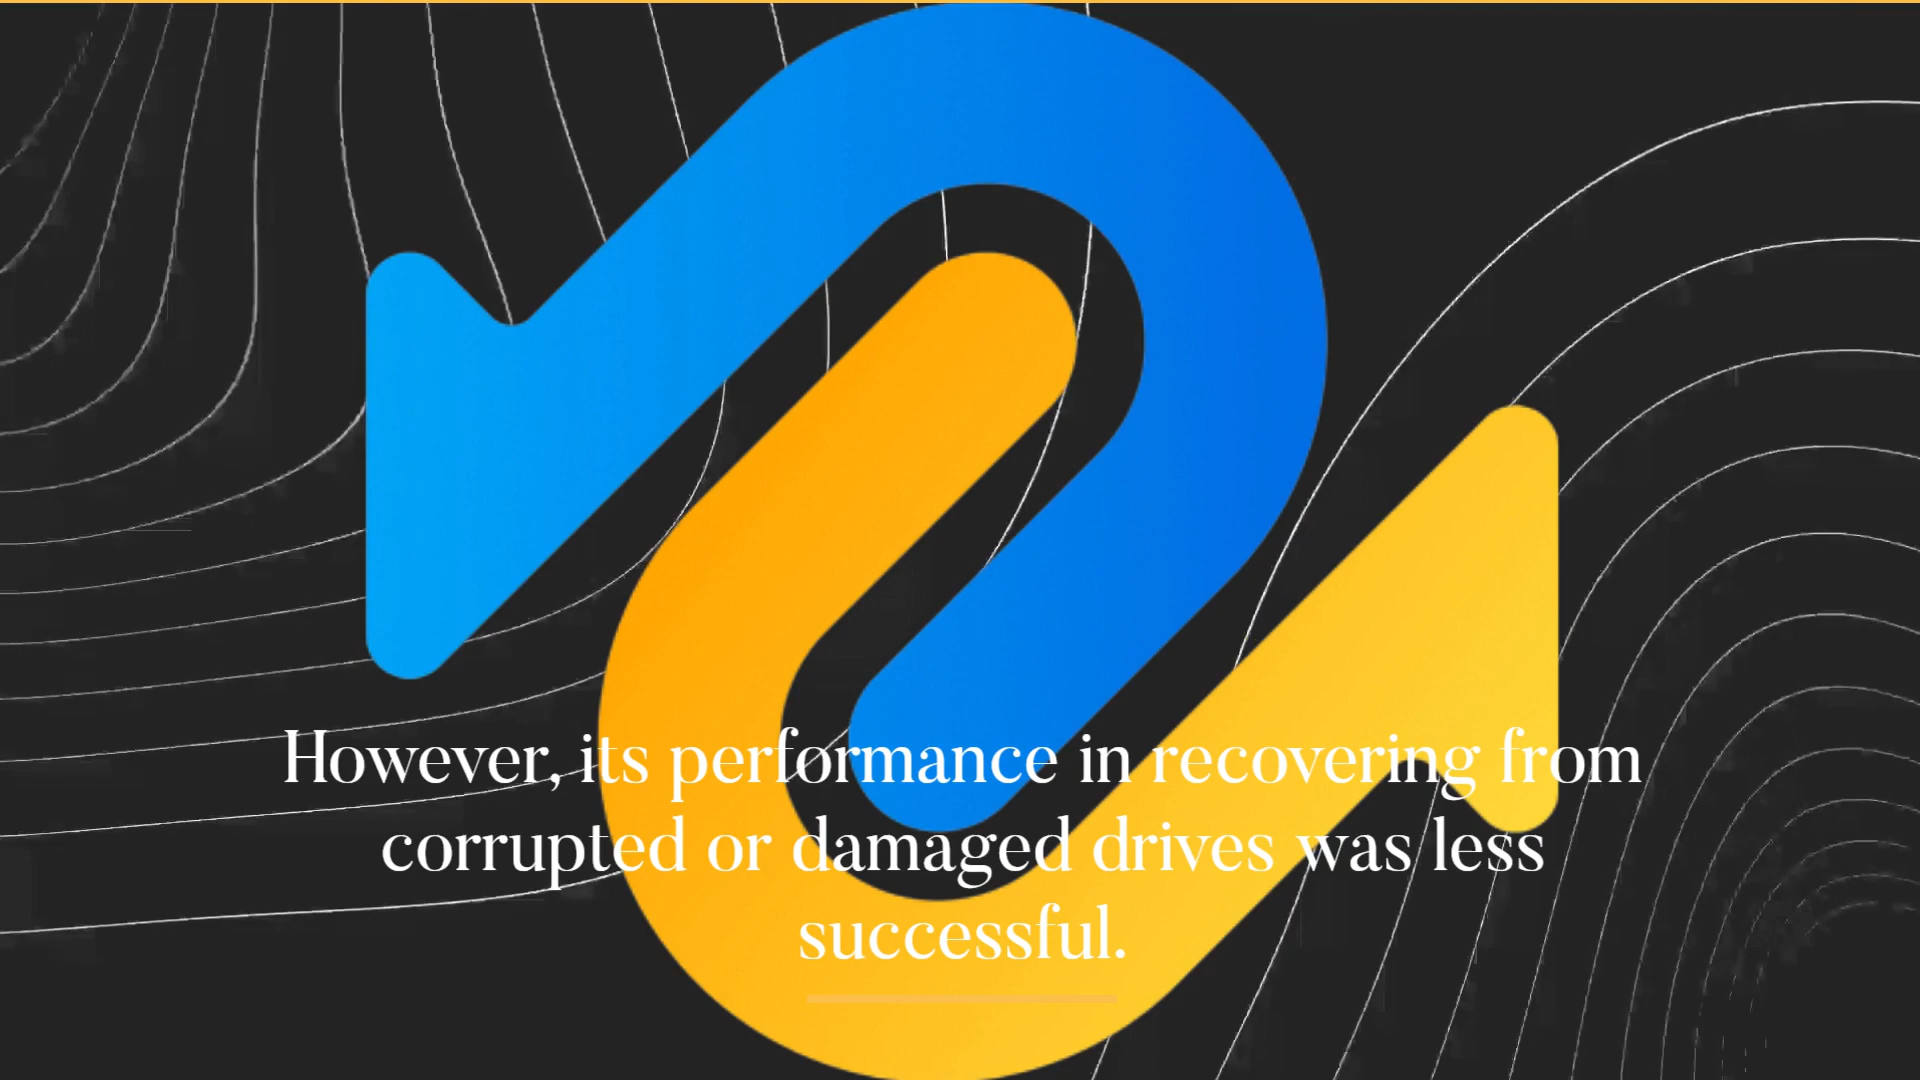 However, its performance in recovering from
corrupted or damaged drives was less
successful.